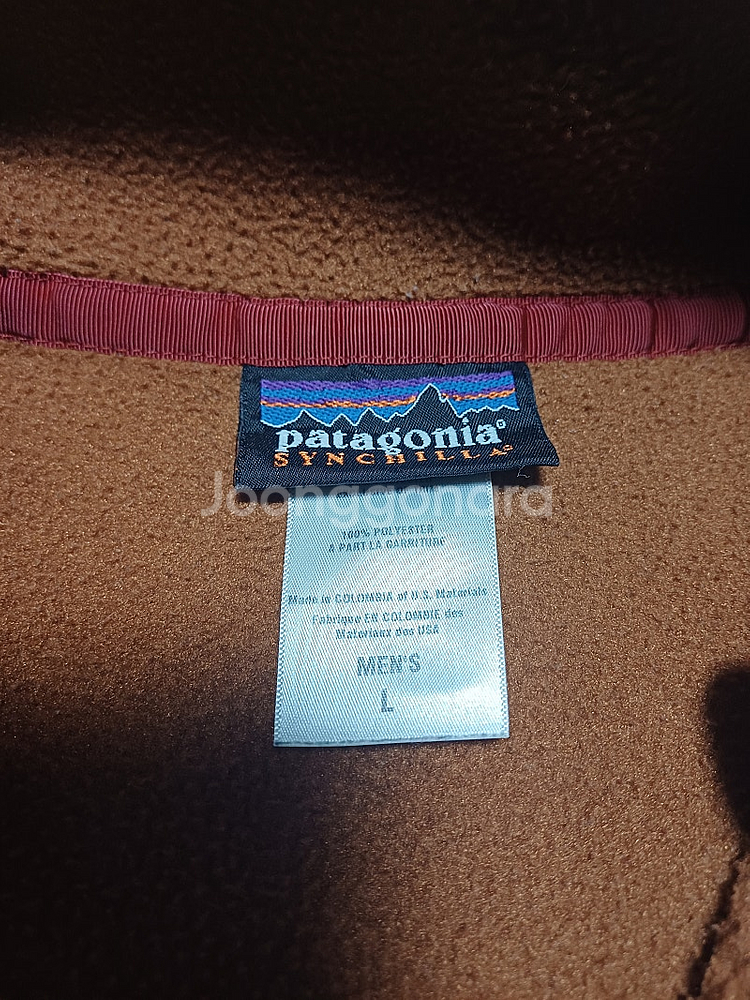 patagonia®
SYNCHILLA®
Joonggonara
100% POLYESTER
A PART LA GARNITURE
Made in COLOMBIA of U.S. Materials
Fabrique EN COLOMBIE des
Materiaux des USA
MEN'S
L